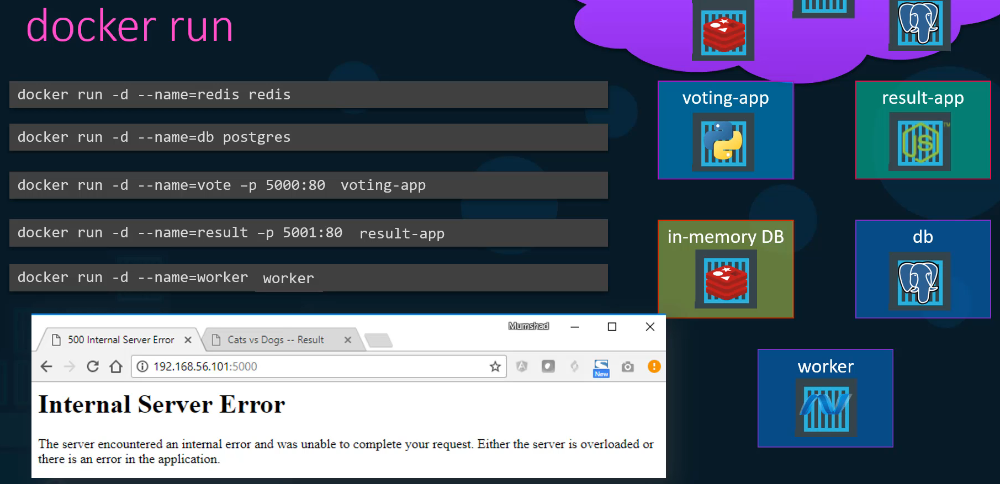 docker run
docker run -d --name=redis redis
docker run -d --name=db postgres
docker run -d --name=vote –p 5000:80 voting-app
docker run -d --name=result –p 5001:80 result-app
docker run -d --name=worker worker
voting-app
result-app
JS
TM
in-memory DB
db
worker
Mumshad
500 Internal Server Error
Cats vs Dogs -- Result
192.168.56.101:5000
New
Internal Server Error
The server encountered an internal error and was unable to complete your request. Either the server is overloaded or
there is an error in the application.